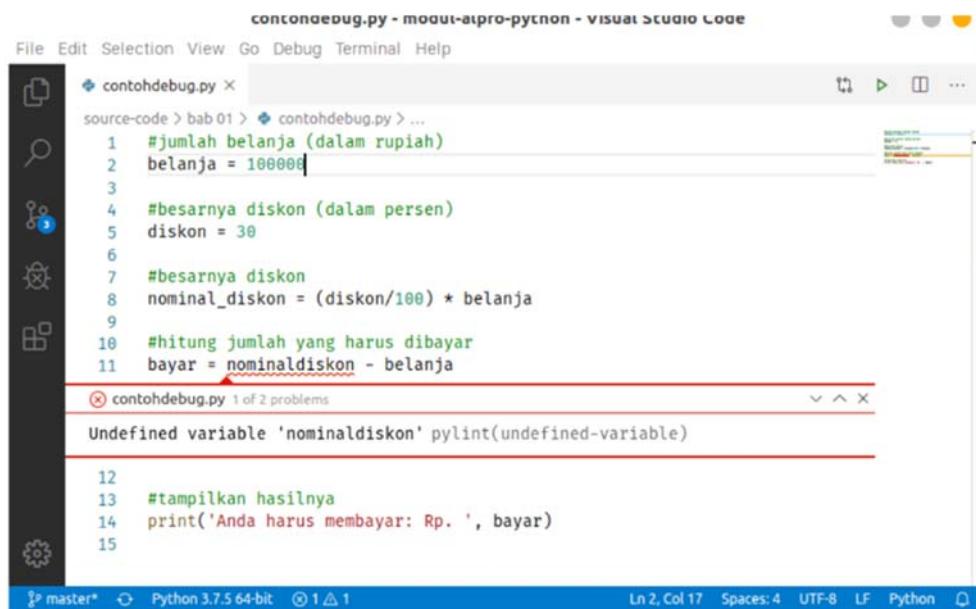 contohdebug.py - modul-alpro-python - Visual Studio Code
File Edit Selection View Go Debug Terminal Help
contohdebug.py
source-code > bab 01 > contohdebug.py > ...
1 #jumlah belanja (dalam rupiah)
2 belanja = 100000
3
4 #besarnya diskon (dalam persen)
5 diskon = 30
6
7 #besarnya diskon
8 nominal_diskon = (diskon/100) * belanja
9
10 #hitung jumlah yang harus dibayar
11 bayar = nominaldiskon - belanja
contohdebug.py 1 of 2 problems
Undefined variable 'nominaldiskon' pylint(undefined-variable)
12
13 #tampilkan hasilnya
14 print('Anda harus membayar: Rp. ', bayar)
15
3
master* Python 3.7.5 64-bit 1 1 Ln 2, Col 17 Spaces: 4 UTF-8 LF Python